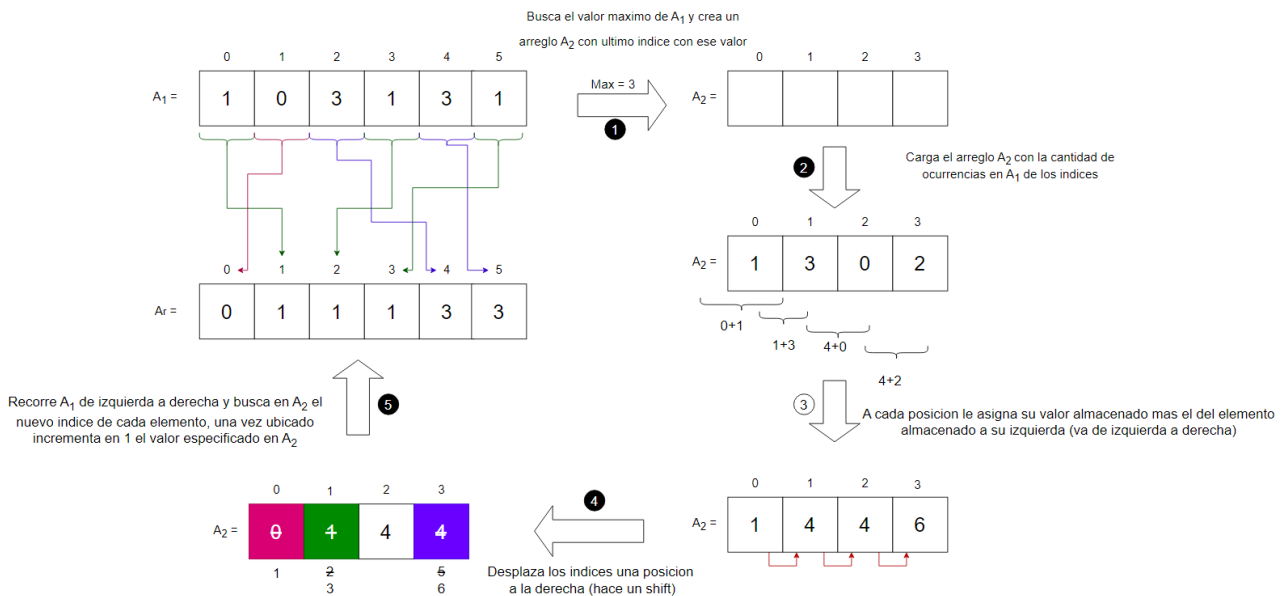 Busca el valor maximo de A1 y crea un
arreglo A2 con ultimo indice con ese valor
0 1 2 3 4 5
A1 = 1 0 3 1 3 1
Max = 3
1
0 1 2 3
A2 =
2
Carga el arreglo A2 con la cantidad de
ocurrencias en A1 de los indices
0 1 2 3
A2 = 1 3 0 2
0+1
1+3
4+0
4+2
0 1 2 3 4 5
Ar = 0 1 1 1 3 3
3
A cada posicion le asigna su valor almacenado mas el del elemento
almacenado a su izquierda (va de izquierda a derecha)
0 1 2 3
A2 = 1 4 4 6
4
Desplaza los indices una posicion
a la derecha (hace un shift)
0 1 2 3
A2 = 0 1 4 4
1 2 5
3 6
5
Recorre A1 de izquierda a derecha y busca en A2 el
nuevo indice de cada elemento, una vez ubicado
incrementa en 1 el valor especificado en A2